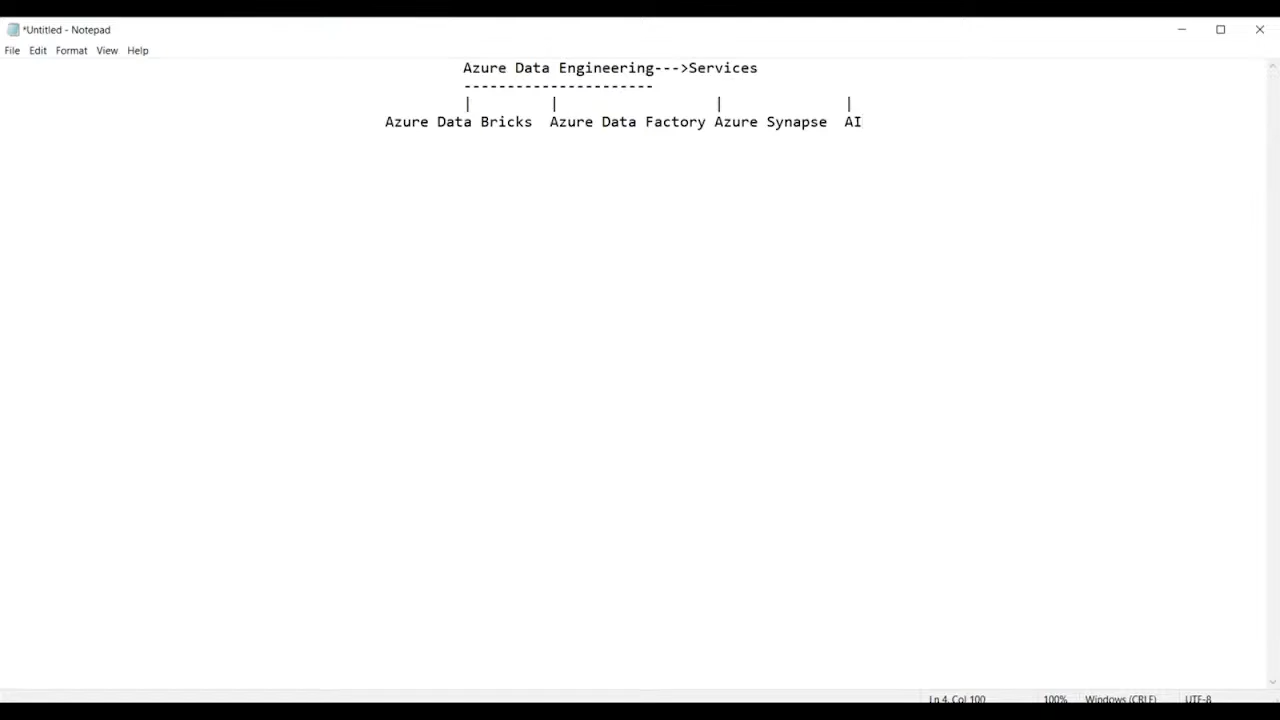 *Untitled - Notepad
File Edit Format View Help
Azure Data Engineering--->Services
----------------------
| | | |
Azure Data Bricks Azure Data Factory Azure Synapse AI
Ln 4, Col 100 100% Windows (CRLF) UTF-8